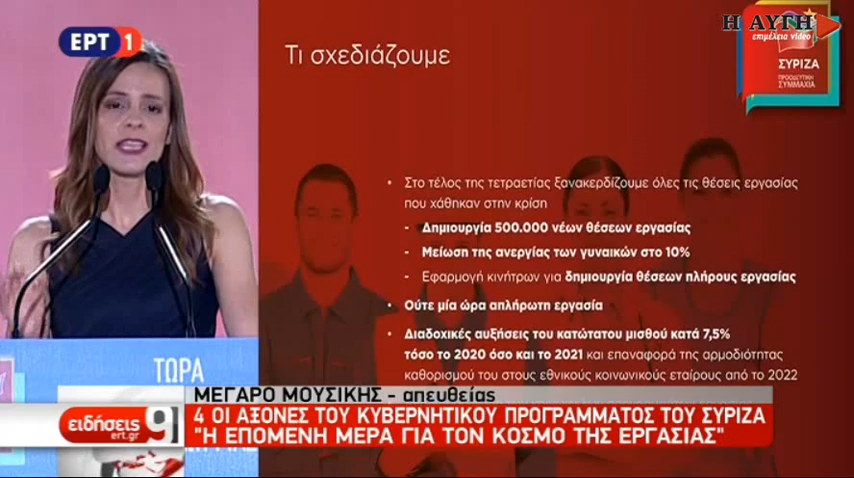 ΕΡΤ 1
Η ΑΥΓΗ
επιμέλεια video
ΣΥΡΙΖΑ
ΠΡΟΟΔΕΥΤΙΚΗ
ΣΥΜΜΑΧΙΑ
Τι σχεδιάζουμε
• Στο τέλος της τετραετίας ξανακερδίζουμε όλες τις θέσεις εργασίας
που χάθηκαν στην κρίση
- Δημιουργία 500.000 νέων θέσεων εργασίας
- Μείωση της ανεργίας των γυναικών στο 10%
- Εφαρμογή κινήτρων για δημιουργία θέσεων πλήρους εργασίας
• Ούτε μία ώρα απλήρωτη εργασία
• Διαδοχικές αυξήσεις του κατώτατου μισθού κατά 7,5%
τόσο το 2020 όσο και το 2021 και επαναφορά της αρμοδιότητας
καθορισμού του στους εθνικούς κοινωνικούς εταίρους από το 2022
ΤΩΡΑ
ΜΕΓΑΡΟ ΜΟΥΣΙΚΗΣ - απευθείας
ειδήσεις 9
ert.gr
4 ΟΙ ΑΞΟΝΕΣ ΤΟΥ ΚΥΒΕΡΝΗΤΙΚΟΥ ΠΡΟΓΡΑΜΜΑΤΟΣ ΤΟΥ ΣΥΡΙΖΑ
"Η ΕΠΟΜΕΝΗ ΜΕΡΑ ΓΙΑ ΤΟΝ ΚΟΣΜΟ ΤΗΣ ΕΡΓΑΣΙΑΣ"